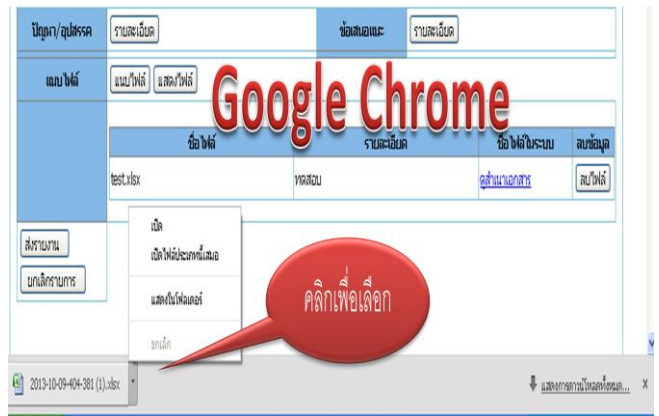 ปัญหา/อุปสรรค รายละเอียด ข้อเสนอแนะ รายละเอียด
แนบไฟล์ แนบไฟล์ แสดงไฟล์
Google Chrome
ชื่อไฟล์ รายละเอียด ชื่อไฟล์ในระบบ ลบข้อมูล
test.xlsx ทดสอบ ดูสำเนาเอกสาร ลบไฟล์
เปิด
ส่งรายงาน เปิดไฟล์ประเภทนี้เสมอ
ยกเลิกรายการ แสดงในโฟลเดอร์
คลิกเพื่อเลือก
ยกเลิก
2013-10-09-404-381 (1).xlsx แสดงการดาวน์โหลดทั้งหมด... x